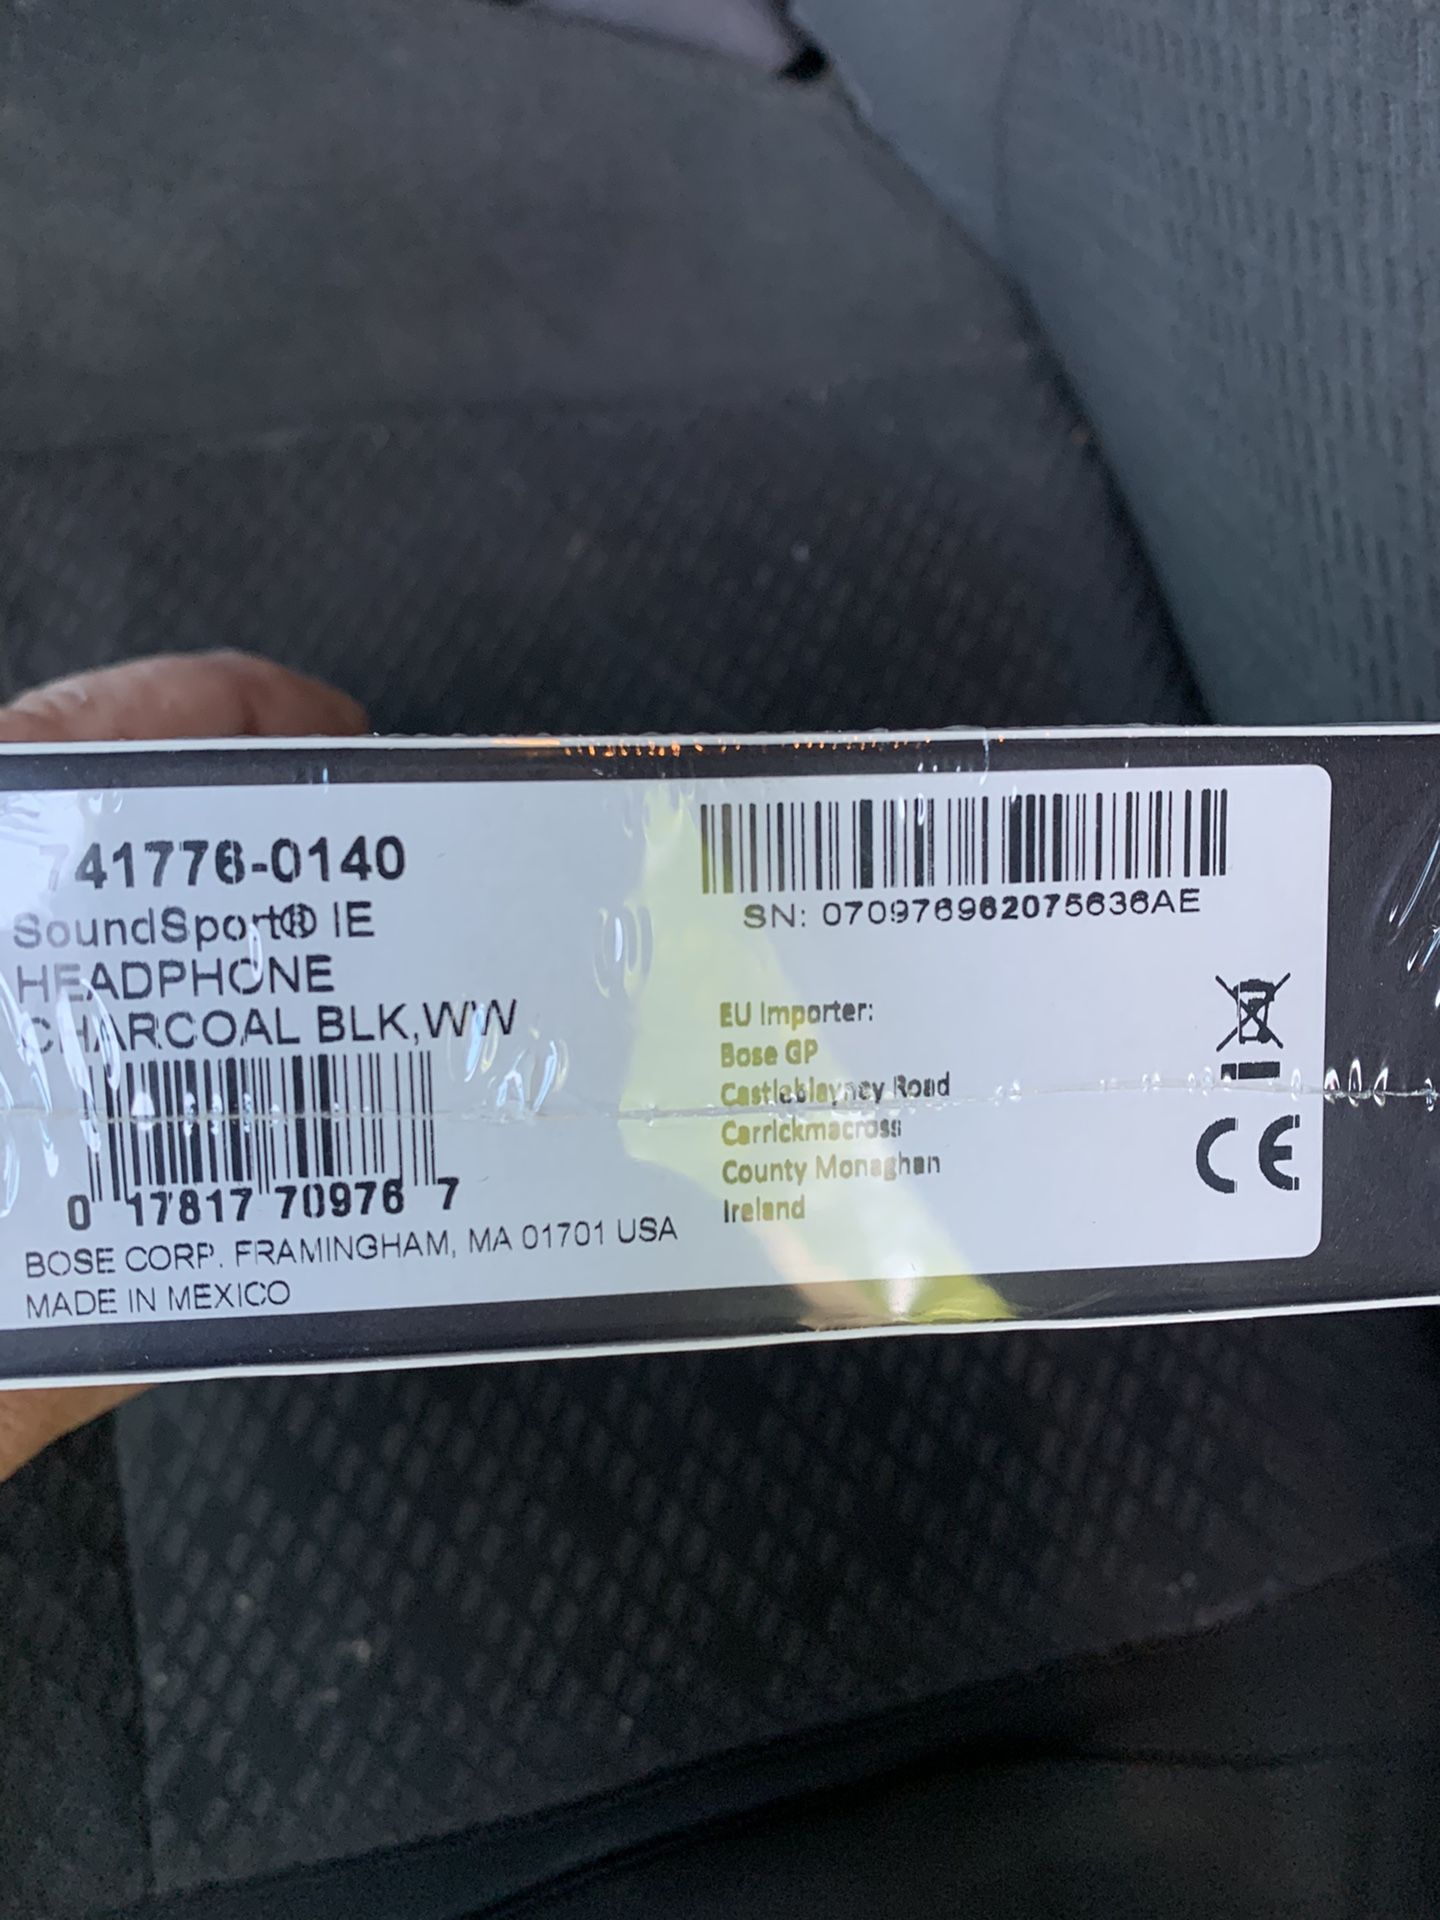 741776-0140
SoundSport® IE
HEADPHONE
CHARCOAL BLK,WW
0 17817 70976 7
BOSE CORP. FRAMINGHAM, MA 01701 USA
MADE IN MEXICO
SN: 070976962075636AE
EU Importer:
Bose GP
Castleblayney Road
Carrickmacross
County Monaghan
Ireland
CE